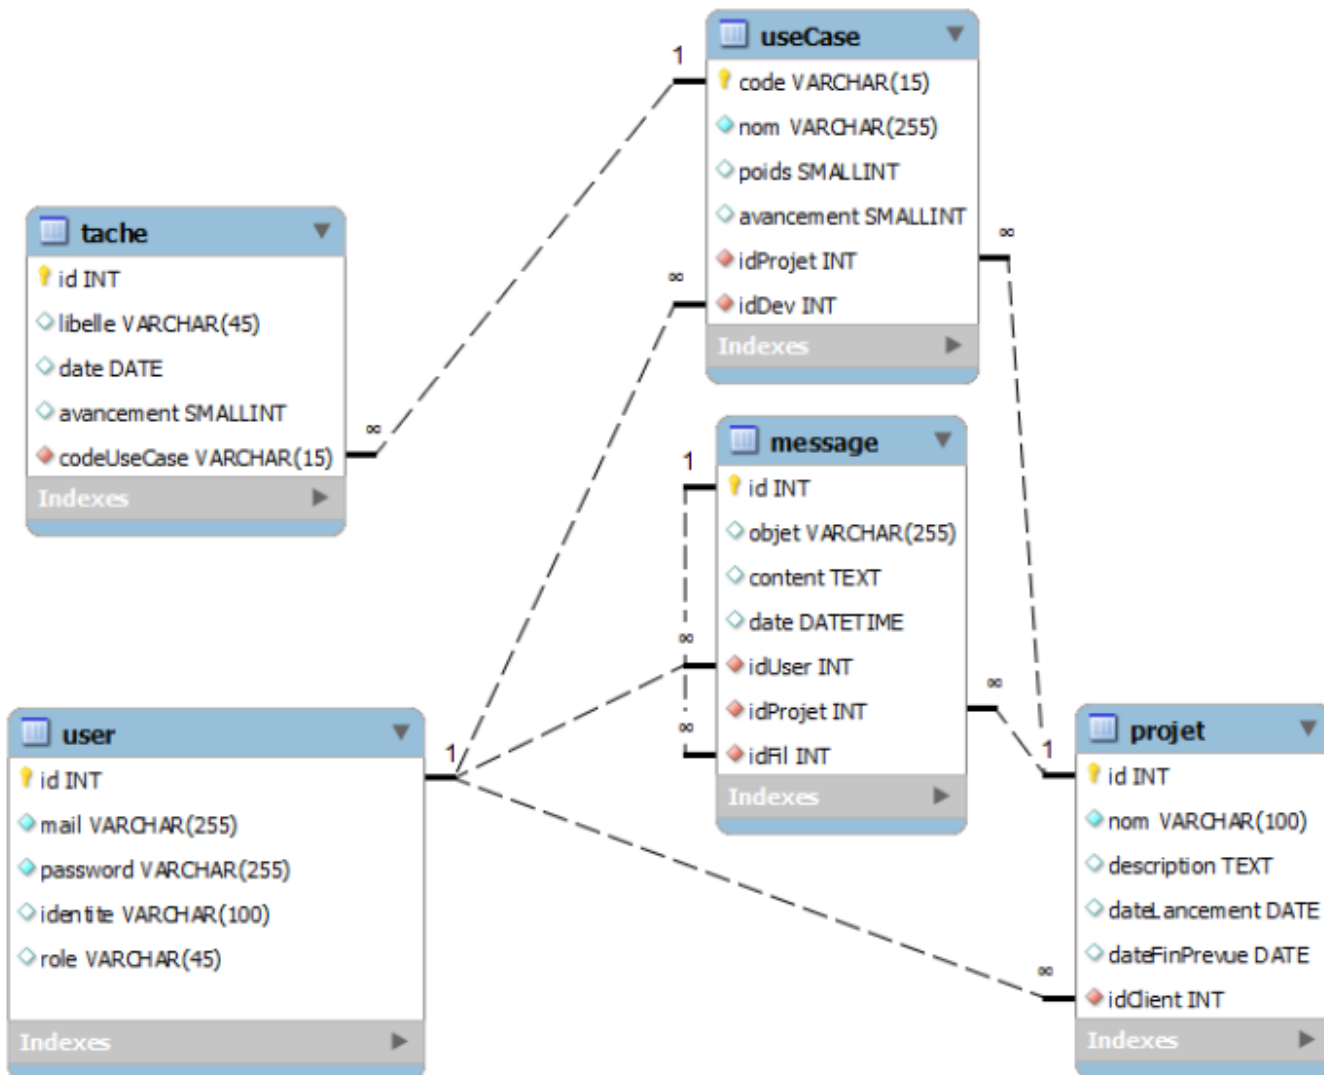 useCase
code VARCHAR(15)
nom VARCHAR(255)
poids SMALLINT
avancement SMALLINT
idProjet INT
idDev INT
Indexes
1
∞
∞
tache
id INT
libelle VARCHAR(45)
date DATE
avancement SMALLINT
codeUseCase VARCHAR(15)
Indexes
∞
message
id INT
objet VARCHAR(255)
content TEXT
date DATETIME
idUser INT
idProjet INT
idFil INT
Indexes
1
∞
∞
∞
user
id INT
mail VARCHAR(255)
password VARCHAR(255)
identite VARCHAR(100)
role VARCHAR(45)
Indexes
1
projet
id INT
nom VARCHAR(100)
description TEXT
dateLancement DATE
dateFinPrevue DATE
idClient INT
Indexes
1
∞